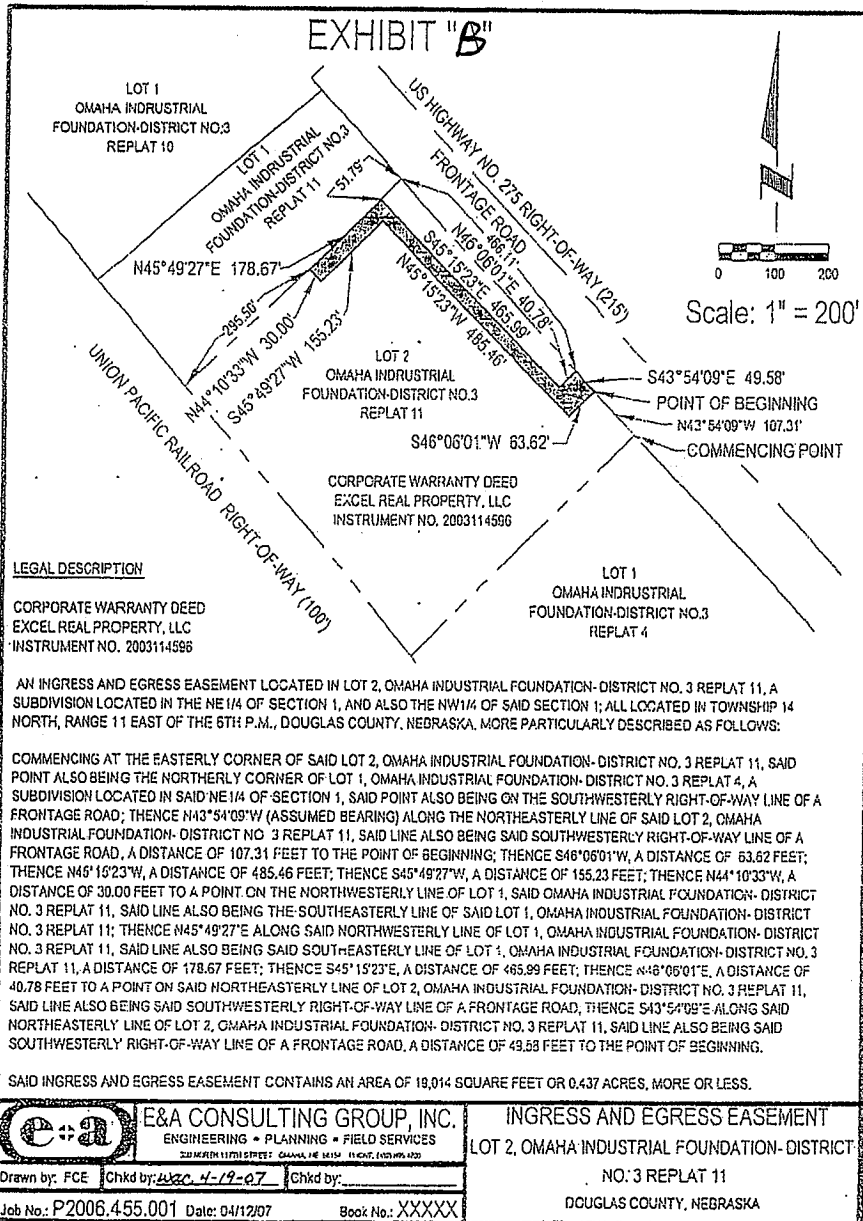 EXHIBIT "B"
LOT 1
OMAHA INDRUSTRIAL
FOUNDATION-DISTRICT NO.3
REPLAT 10
LOT 1
OMAHA INDRUSTRIAL
FOUNDATION-DISTRICT NO.3
REPLAT 11
51.79'
US HIGHWAY NO. 275 RIGHT-OF-WAY (215')
FRONTAGE ROAD
466.11'
N46°06'01"E 40.78'
S45°15'23"E 465.99'
N45°15'23"W 485.46'
N45°49'27"E 178.67'
295.50'
N44°10'33"W 30.00'
S45°49'27"W 155.23'
0 100 200
Scale: 1" = 200'
LOT 2
OMAHA INDRUSTRIAL
FOUNDATION-DISTRICT NO.3
REPLAT 11
S43°54'09"E 49.58'
POINT OF BEGINNING
N43°54'09"W 107.31'
COMMENCING POINT
S46°06'01"W 63.62'
UNION PACIFIC RAILROAD RIGHT-OF-WAY (100')
CORPORATE WARRANTY DEED
EXCEL REAL PROPERTY, LLC
INSTRUMENT NO. 2003114596
LOT 1
OMAHA INDRUSTRIAL
FOUNDATION-DISTRICT NO.3
REPLAT 4
LEGAL DESCRIPTION
CORPORATE WARRANTY DEED
EXCEL REAL PROPERTY, LLC
INSTRUMENT NO. 2003114596
AN INGRESS AND EGRESS EASEMENT LOCATED IN LOT 2, OMAHA INDUSTRIAL FOUNDATION- DISTRICT NO. 3 REPLAT 11, A
SUBDIVISION LOCATED IN THE NE1/4 OF SECTION 1, AND ALSO THE NW1/4 OF SAID SECTION 1; ALL LOCATED IN TOWNSHIP 14
NORTH, RANGE 11 EAST OF THE 6TH P.M., DOUGLAS COUNTY, NEBRASKA, MORE PARTICULARLY DESCRIBED AS FOLLOWS:
COMMENCING AT THE EASTERLY CORNER OF SAID LOT 2, OMAHA INDUSTRIAL FOUNDATION- DISTRICT NO. 3 REPLAT 11, SAID
POINT ALSO BEING THE NORTHERLY CORNER OF LOT 1, OMAHA INDUSTRIAL FOUNDATION- DISTRICT NO. 3 REPLAT 4, A
SUBDIVISION LOCATED IN SAID NE1/4 OF SECTION 1, SAID POINT ALSO BEING ON THE SOUTHWESTERLY RIGHT-OF-WAY LINE OF A
FRONTAGE ROAD; THENCE N43°54'09"W (ASSUMED BEARING) ALONG THE NORTHEASTERLY LINE OF SAID LOT 2, OMAHA
INDUSTRIAL FOUNDATION- DISTRICT NO 3 REPLAT 11, SAID LINE ALSO BEING SAID SOUTHWESTERLY RIGHT-OF-WAY LINE OF A
FRONTAGE ROAD, A DISTANCE OF 107.31 FEET TO THE POINT OF BEGINNING; THENCE S46°06'01"W, A DISTANCE OF 63.62 FEET;
THENCE N45°15'23"W, A DISTANCE OF 485.46 FEET; THENCE S45°49'27"W, A DISTANCE OF 155.23 FEET; THENCE N44°10'33"W, A
DISTANCE OF 30.00 FEET TO A POINT ON THE NORTHWESTERLY LINE OF LOT 1, SAID OMAHA INDUSTRIAL FOUNDATION- DISTRICT
NO. 3 REPLAT 11, SAID LINE ALSO BEING THE SOUTHEASTERLY LINE OF SAID LOT 1, OMAHA INDUSTRIAL FOUNDATION- DISTRICT
NO. 3 REPLAT 11; THENCE N45°49'27"E ALONG SAID NORTHWESTERLY LINE OF LOT 1, OMAHA INDUSTRIAL FOUNDATION- DISTRICT
NO. 3 REPLAT 11, SAID LINE ALSO BEING SAID SOUTHEASTERLY LINE OF LOT 1, OMAHA INDUSTRIAL FOUNDATION- DISTRICT NO. 3
REPLAT 11, A DISTANCE OF 178.67 FEET; THENCE S45°15'23"E, A DISTANCE OF 465.99 FEET; THENCE N46°06'01"E, A DISTANCE OF
40.78 FEET TO A POINT ON SAID NORTHEASTERLY LINE OF LOT 2, OMAHA INDUSTRIAL FOUNDATION- DISTRICT NO. 3 REPLAT 11,
SAID LINE ALSO BEING SAID SOUTHWESTERLY RIGHT-OF-WAY LINE OF A FRONTAGE ROAD, THENCE S43°54'09"E ALONG SAID
NORTHEASTERLY LINE OF LOT 2, OMAHA INDUSTRIAL FOUNDATION- DISTRICT NO. 3 REPLAT 11, SAID LINE ALSO BEING SAID
SOUTHWESTERLY RIGHT-OF-WAY LINE OF A FRONTAGE ROAD, A DISTANCE OF 49.58 FEET TO THE POINT OF BEGINNING.
SAID INGRESS AND EGRESS EASEMENT CONTAINS AN AREA OF 19,014 SQUARE FEET OR 0.437 ACRES, MORE OR LESS.
e+a
E&A CONSULTING GROUP, INC.
ENGINEERING • PLANNING • FIELD SERVICES
Drawn by: FCE Chkd by: WGC 4-19-07 Chkd by:
Job No.: P2006.455.001 Date: 04/12/07 Book No.: XXXXX
INGRESS AND EGRESS EASEMENT
LOT 2, OMAHA INDUSTRIAL FOUNDATION- DISTRICT
NO. 3 REPLAT 11
DOUGLAS COUNTY, NEBRASKA